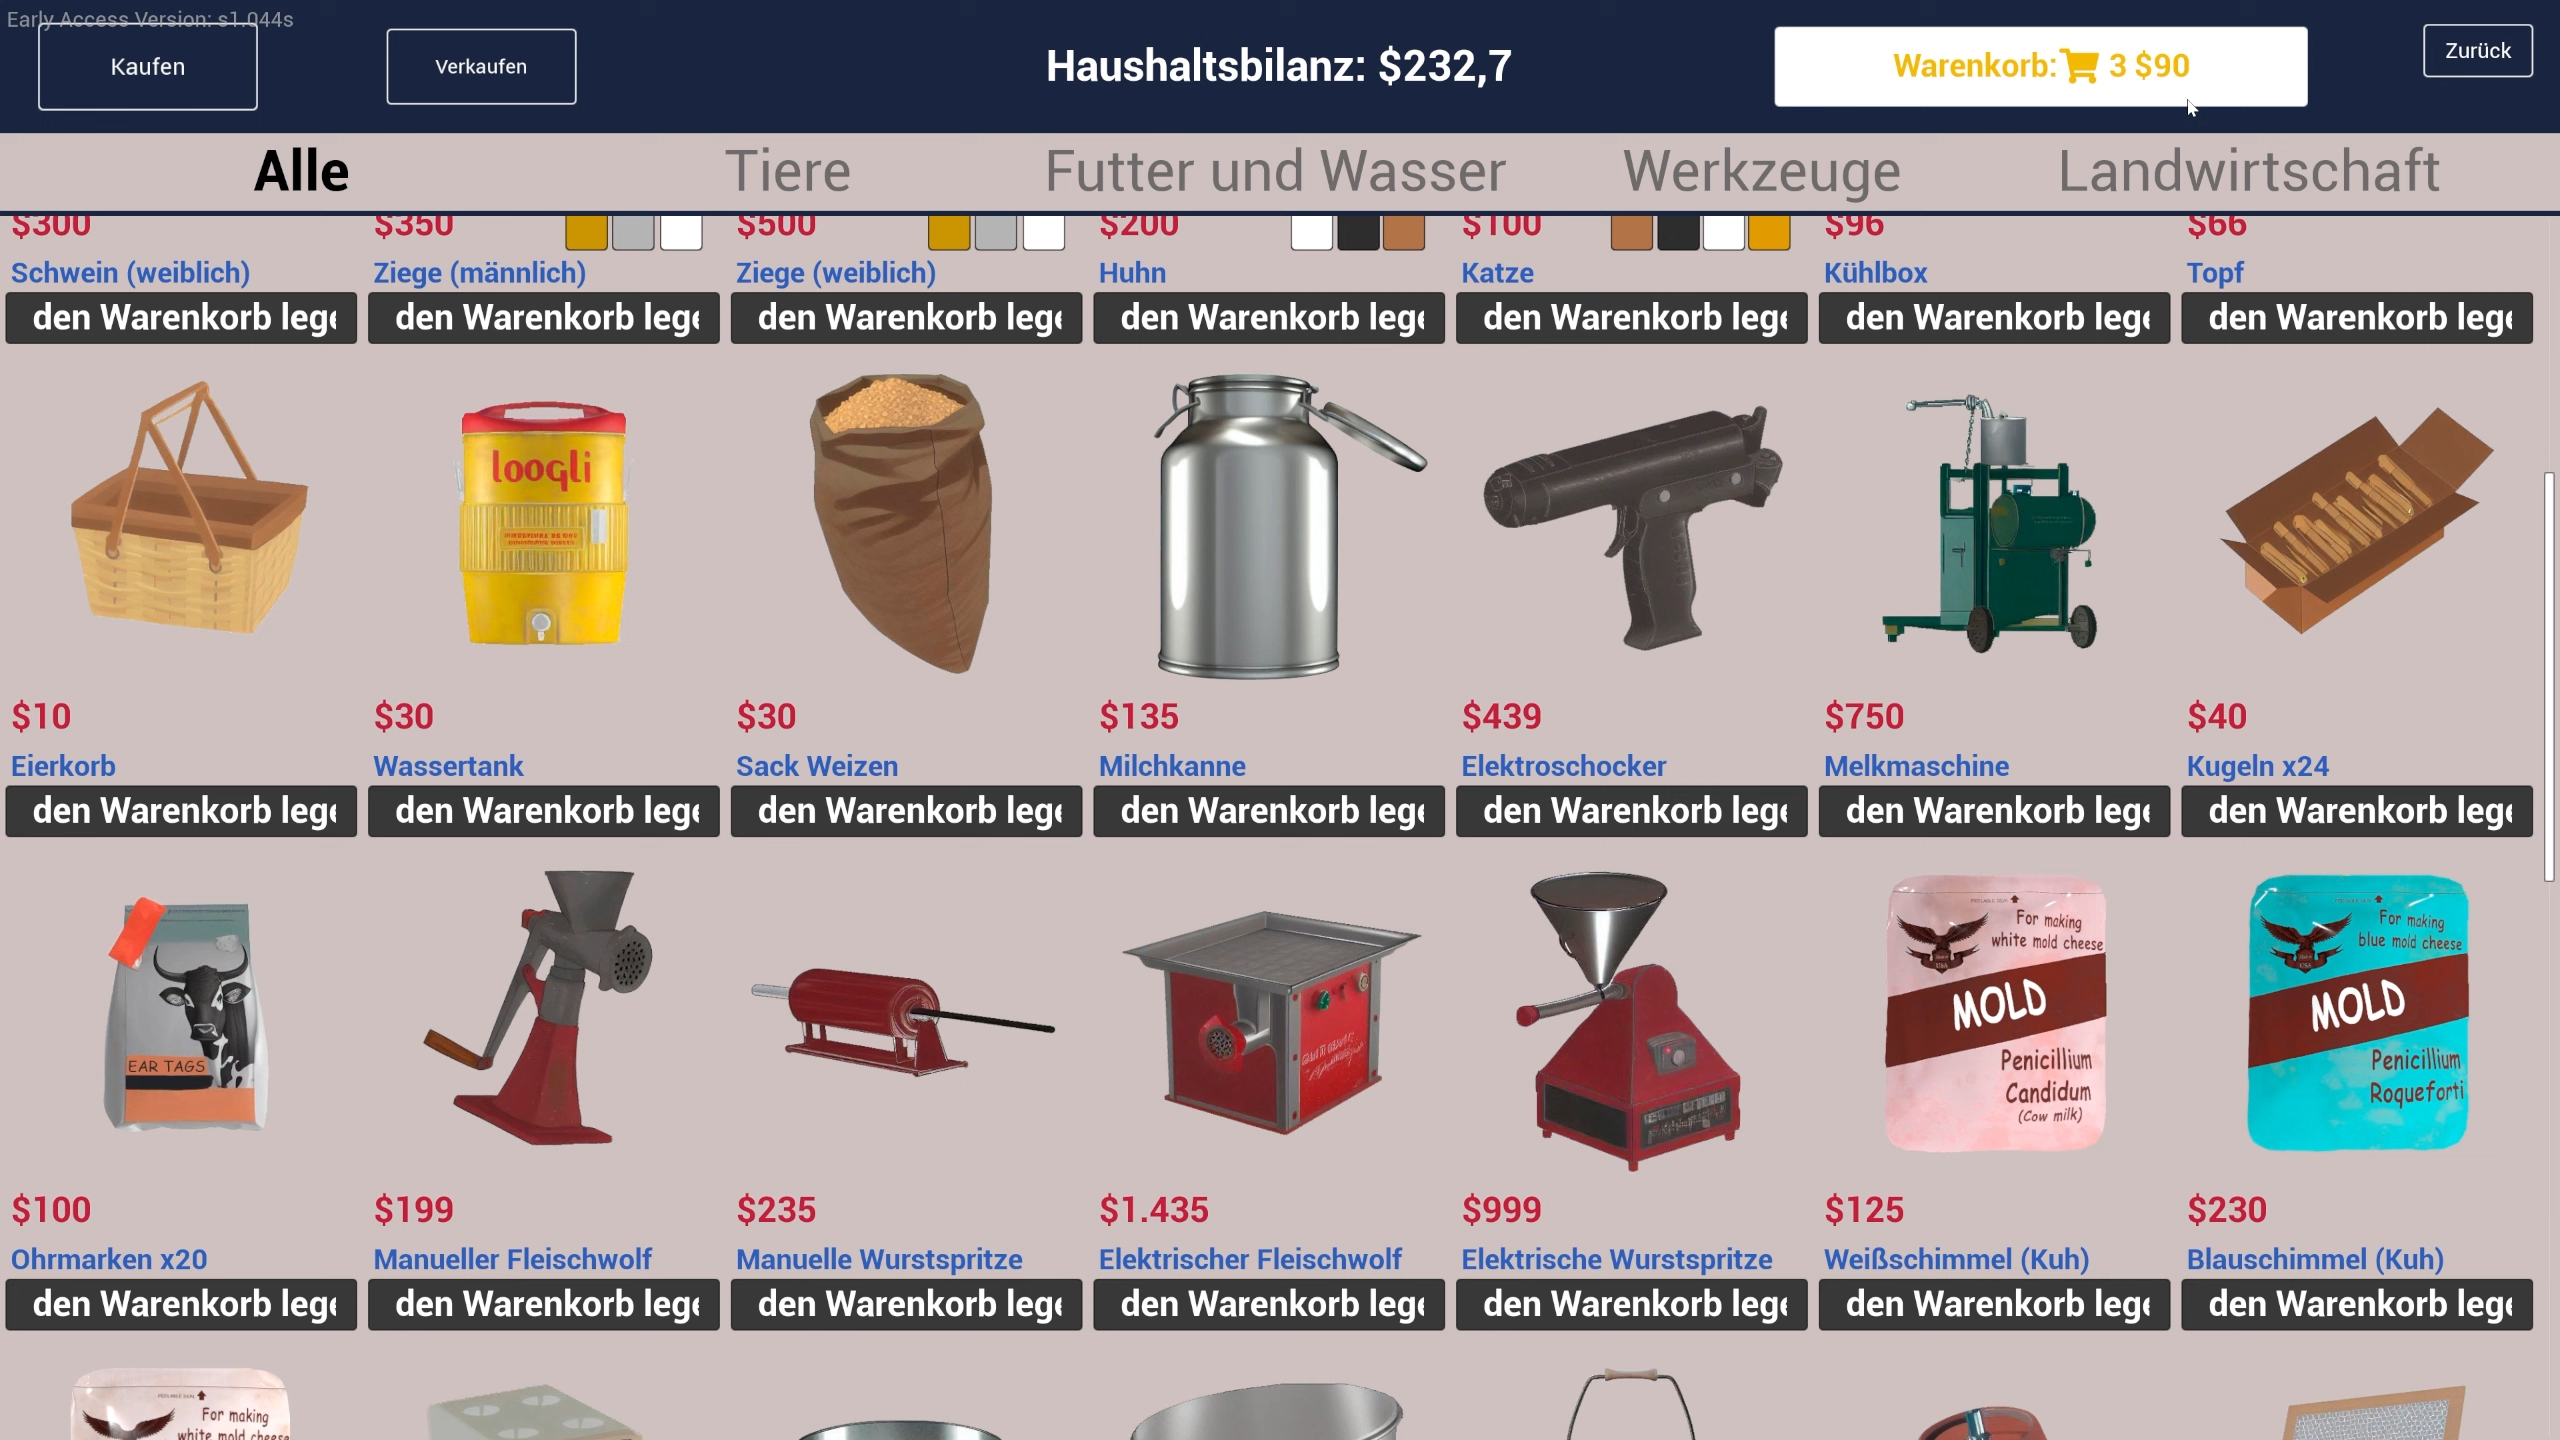 Early Access Version: s1.044s
Kaufen
Verkaufen
Haushaltsbilanz: $232,7
Warenkorb: 3 $90
Zurück
Alle
Tiere
Futter und Wasser
Werkzeuge
Landwirtschaft
$300
$350
$500
$200
$100
$96
$66
Schwein (weiblich)
Ziege (männlich)
Ziege (weiblich)
Huhn
Katze
Kühlbox
Topf
den Warenkorb lege
den Warenkorb lege
den Warenkorb lege
den Warenkorb lege
den Warenkorb lege
den Warenkorb lege
den Warenkorb lege
looqli
$10
$30
$30
$135
$439
$750
$40
Eierkorb
Wassertank
Sack Weizen
Milchkanne
Elektroschocker
Melkmaschine
Kugeln x24
den Warenkorb lege
den Warenkorb lege
den Warenkorb lege
den Warenkorb lege
den Warenkorb lege
den Warenkorb lege
den Warenkorb lege
EAR TAGS
For making
white mold cheese
MOLD
Penicillium
Candidum
(Cow milk)
For making
blue mold cheese
MOLD
Penicillium
Roqueforti
$100
$199
$235
$1.435
$999
$125
$230
Ohrmarken x20
Manueller Fleischwolf
Manuelle Wurstspritze
Elektrischer Fleischwolf
Elektrische Wurstspritze
Weißschimmel (Kuh)
Blauschimmel (Kuh)
den Warenkorb lege
den Warenkorb lege
den Warenkorb lege
den Warenkorb lege
den Warenkorb lege
den Warenkorb lege
den Warenkorb lege
For making
white mold cheese